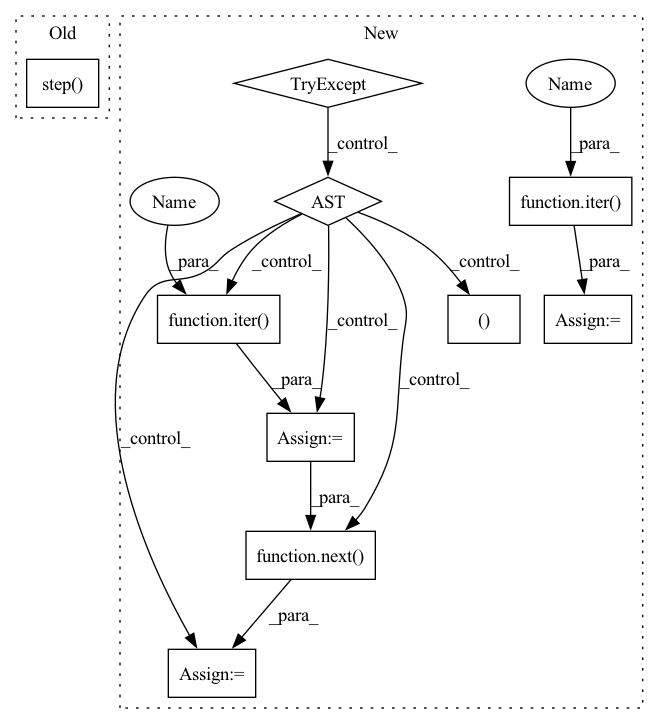 Old
New
step()
TryExcept
Name
_control_
_para_
Name
AST
function.iter()
_para_
_control_
_control_
_para_
function.iter()
_control_
()
Assign:=
_para_
_control_
_control_
Assign:=
_para_
function.next()
_para_
Assign:=